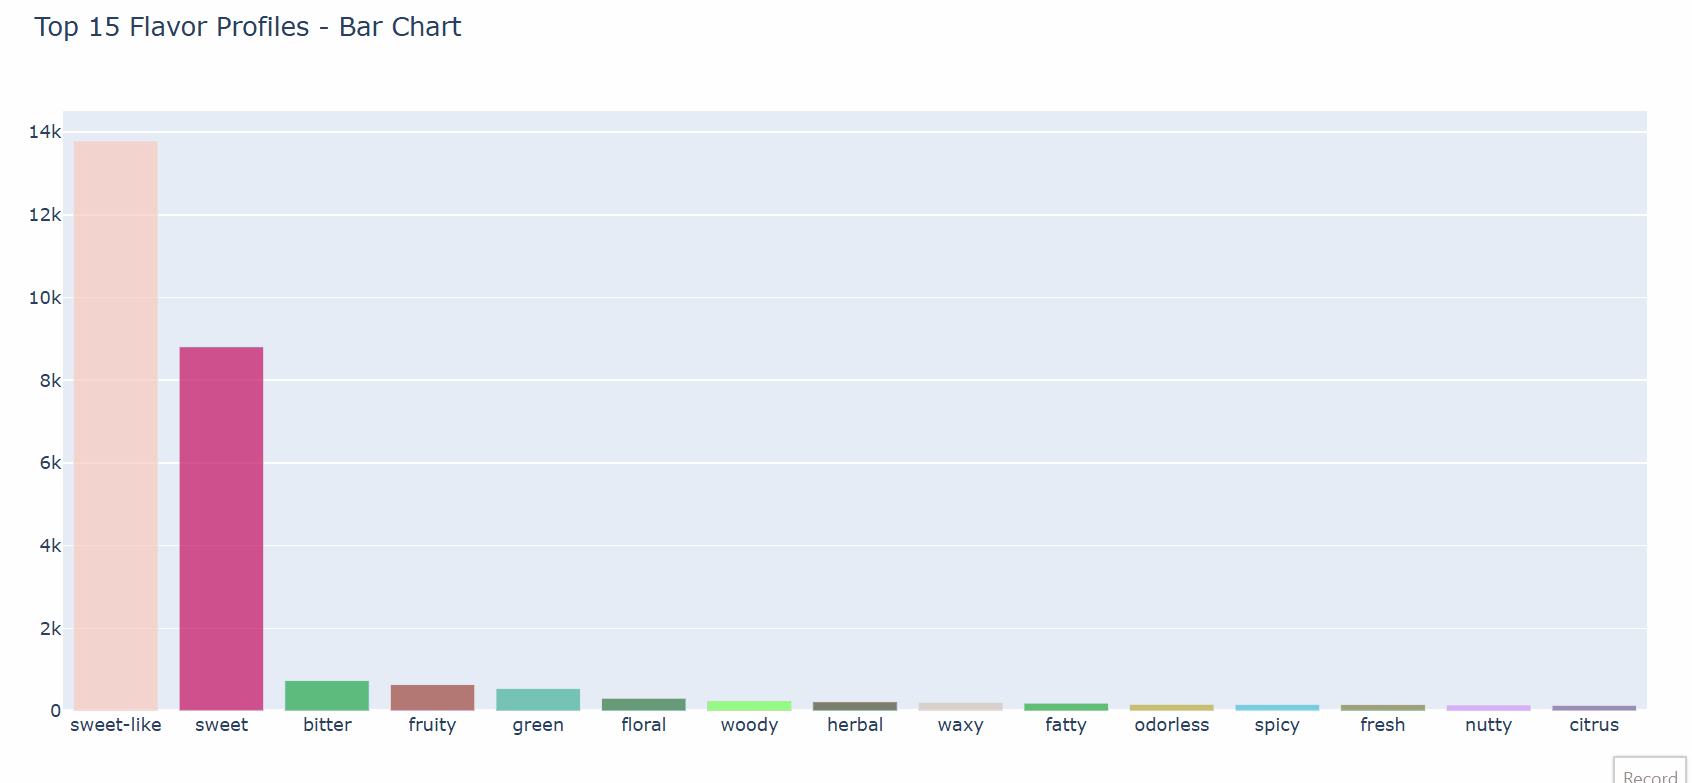 Top 15 Flavor Profiles - Bar Chart
14k
12k
10k
8k
6k
4k
2k
0
sweet-like sweet bitter fruity green floral woody herbal waxy fatty odorless spicy fresh nutty citrus
Record